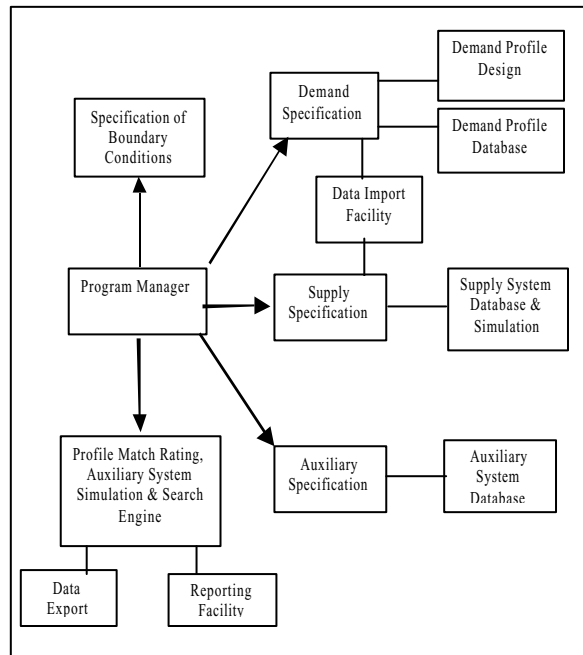 Demand Profile
Design
Demand
Specification
Specification of
Boundary
Conditions
Demand Profile
Database
Data Import
Facility
Program Manager
Supply
Specification
Supply System
Database &
Simulation
Profile Match Rating,
Auxiliary System
Simulation & Search
Engine
Auxiliary
Specification
Auxiliary
System
Database
Data
Export
Reporting
Facility